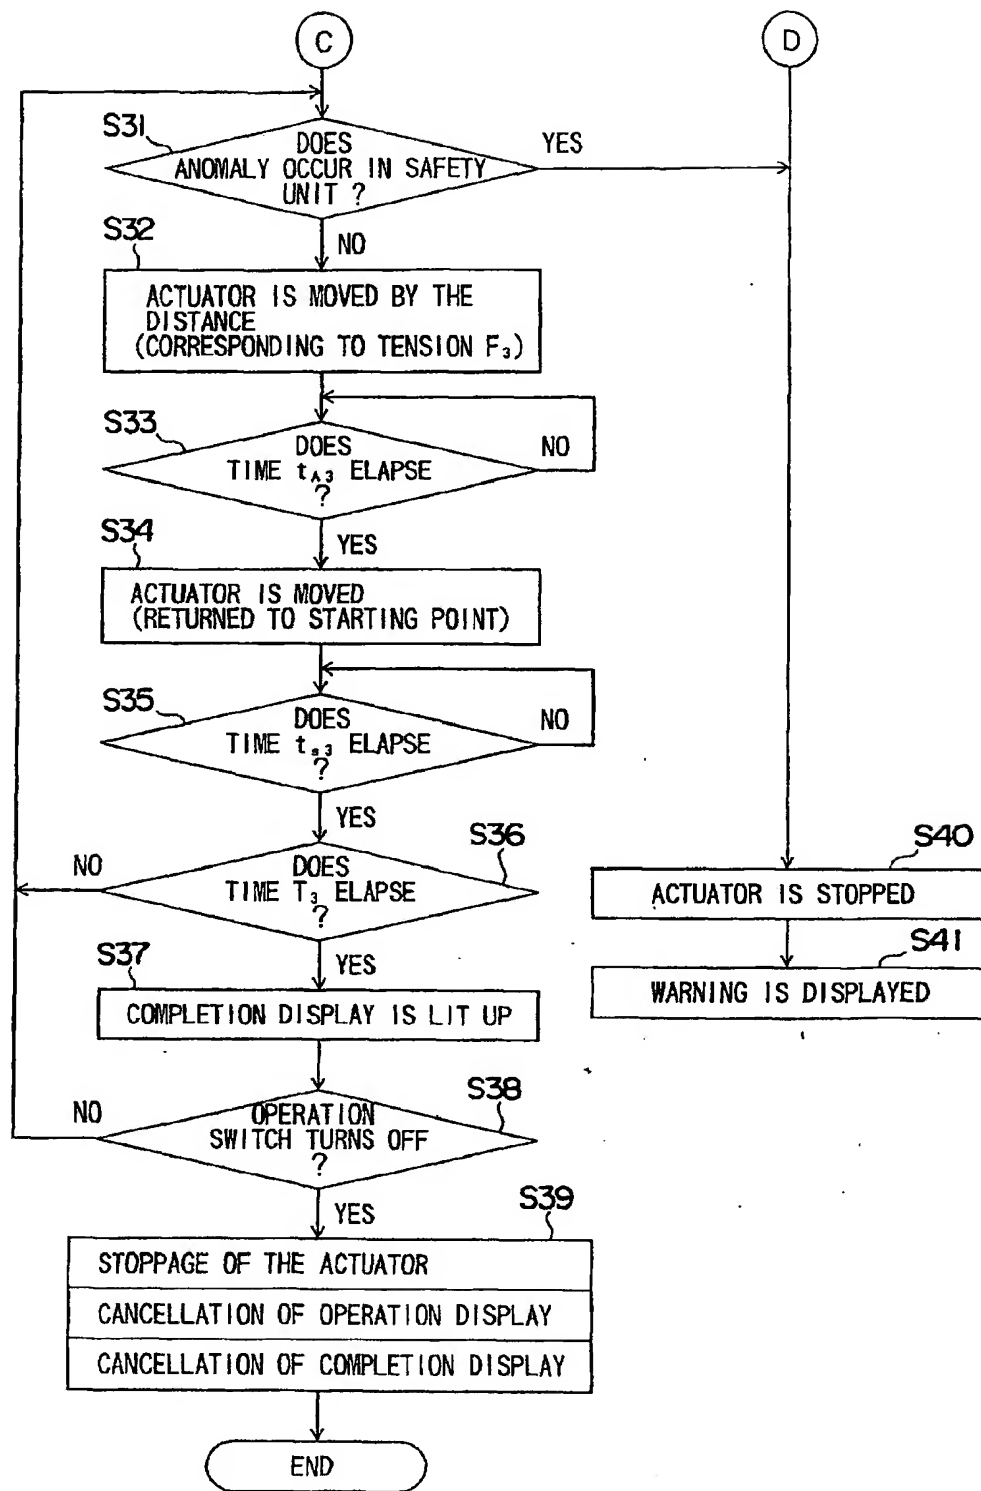 C
D
S31
DOES
ANOMALY OCCUR IN SAFETY
UNIT ?
YES
NO
S32
ACTUATOR IS MOVED BY THE
DISTANCE
(CORRESPONDING TO TENSION F₃)
S33
DOES
TIME t_A₃ ELAPSE
?
NO
YES
S34
ACTUATOR IS MOVED
(RETURNED TO STARTING POINT)
S35
DOES
TIME tₛ₃ ELAPSE
?
NO
YES
S36
DOES
TIME T₃ ELAPSE
?
NO
YES
S37
COMPLETION DISPLAY IS LIT UP
S38
OPERATION
SWITCH TURNS OFF
?
NO
YES
S39
STOPPAGE OF THE ACTUATOR
CANCELLATION OF OPERATION DISPLAY
CANCELLATION OF COMPLETION DISPLAY
END
S40
ACTUATOR IS STOPPED
S41
WARNING IS DISPLAYED